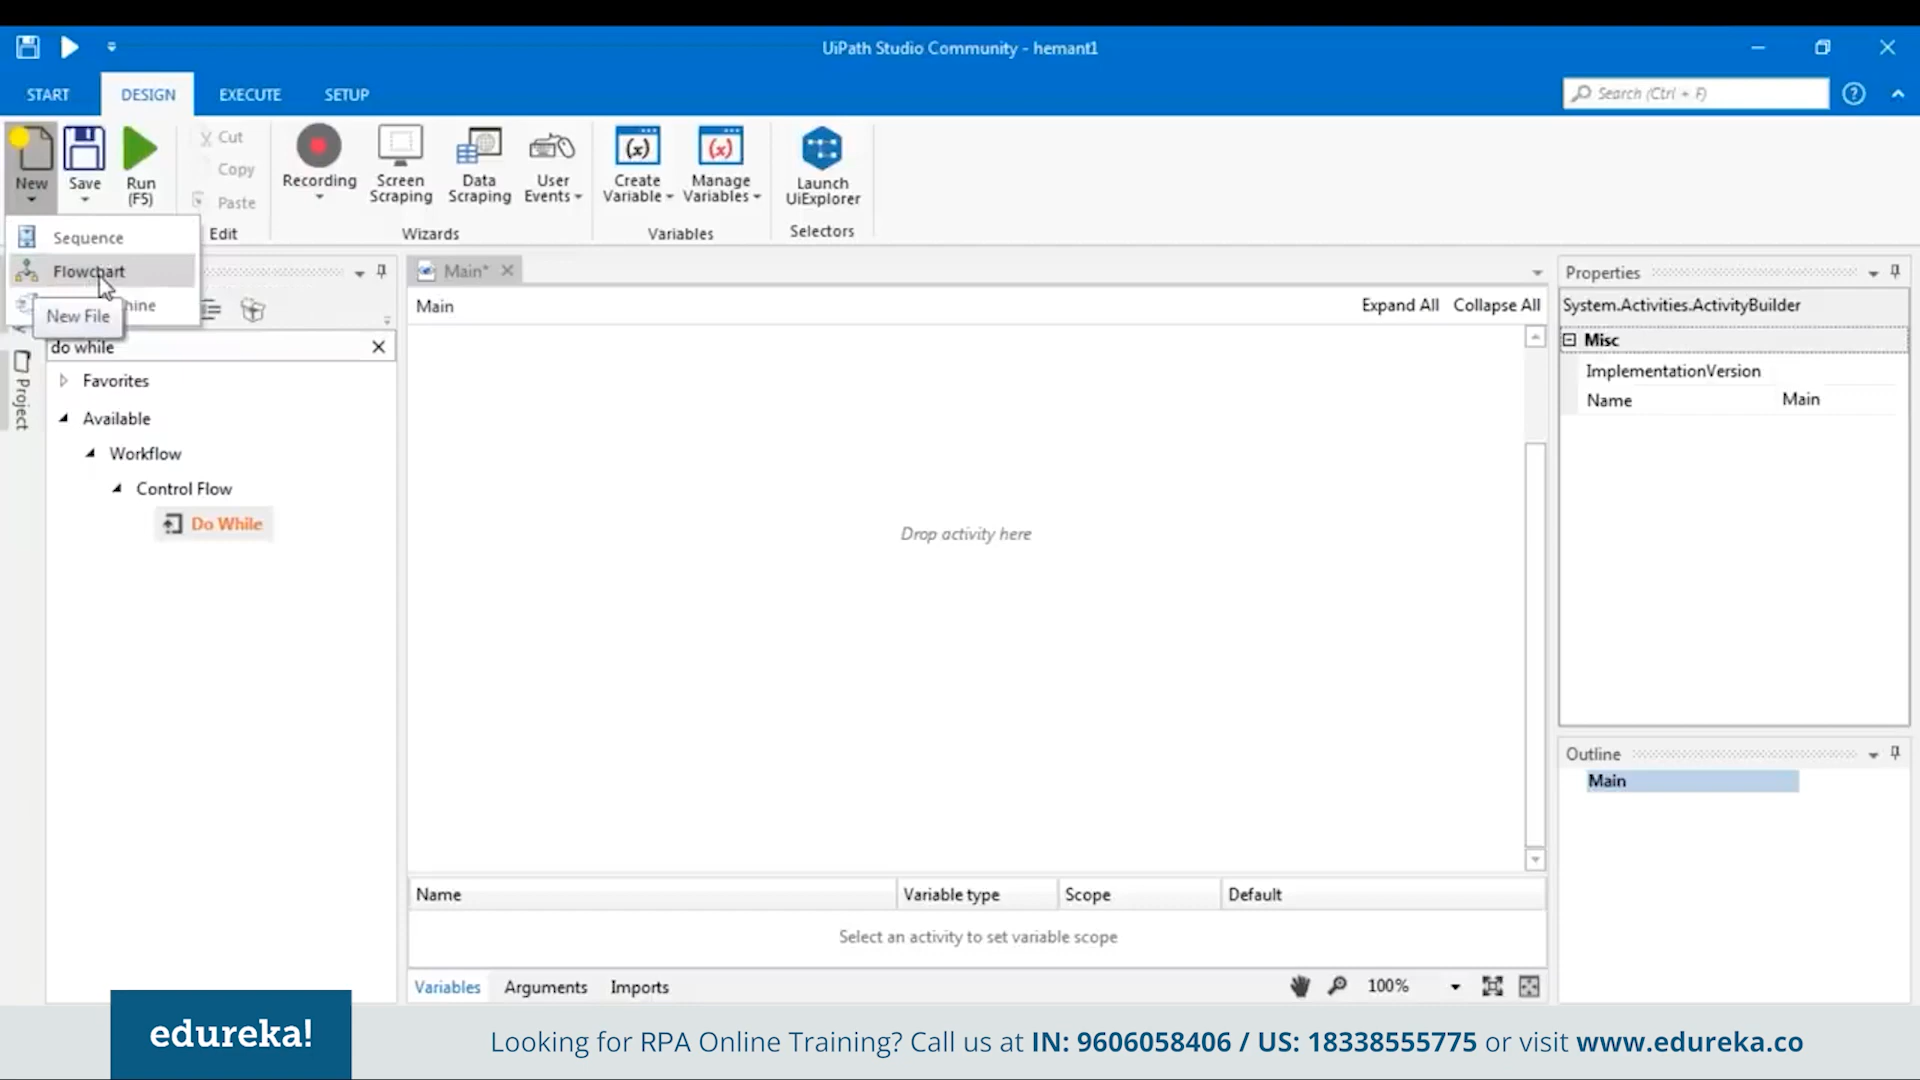 UiPath Studio Community - hemant1
START
DESIGN
EXECUTE
SETUP
Search (Ctrl + F)
New
Save
Run
(F5)
Cut
Copy
Paste
Recording
Screen
Scraping
Data
Scraping
User
Events
Create
Variable
Manage
Variables
Launch
UiExplorer
Edit
Wizards
Variables
Selectors
Sequence
Flowchart
hine
New File
do while
Project
Favorites
Available
Workflow
Control Flow
Do While
Main*
Main
Expand All
Collapse All
Drop activity here
Name
Variable type
Scope
Default
Select an activity to set variable scope
Variables
Arguments
Imports
100%
Properties
System.Activities.ActivityBuilder
Misc
ImplementationVersion
Name
Main
Outline
Main
edureka!
Looking for RPA Online Training? Call us at IN: 9606058406 / US: 18338555775 or visit www.edureka.co